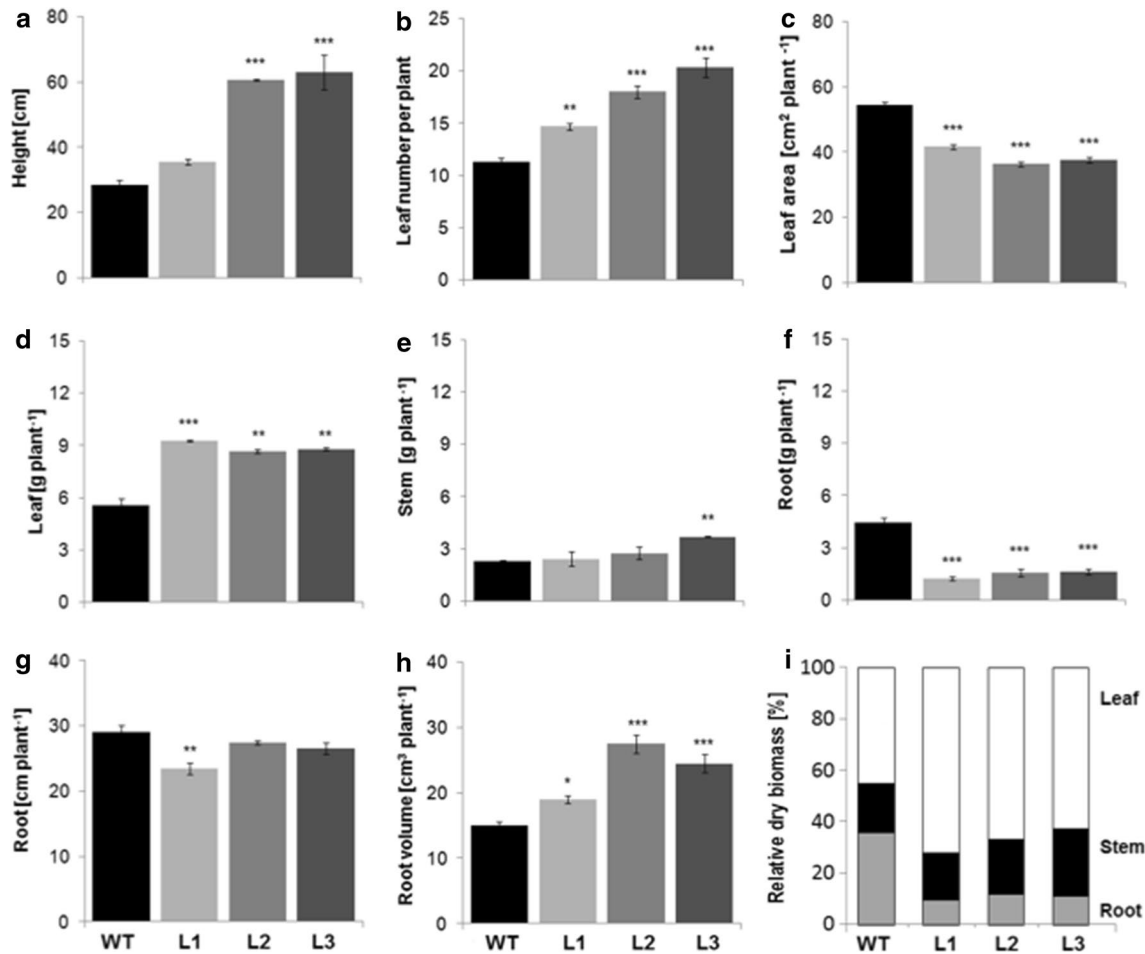 a
80
60
40
20
0
Height [cm]
***
***
b
25
20
15
10
5
0
Leaf number per plant
**
***
***
c
80
60
40
20
0
Leaf area [cm² plant ⁻¹]
***
***
***
d
15
12
9
6
3
0
Leaf [g plant⁻¹]
***
**
**
e
15
12
9
6
3
0
Stem [g plant⁻¹]
**
f
15
12
9
6
3
0
Root [g plant⁻¹]
***
***
***
g
40
30
20
10
0
Root [cm plant⁻¹]
**
WT L1 L2 L3
h
40
30
20
10
0
Root volume [cm³ plant⁻¹]
*
***
***
WT L1 L2 L3
i
100
80
60
40
20
0
Relative dry biomass [%]
Leaf
Stem
Root
WT L1 L2 L3